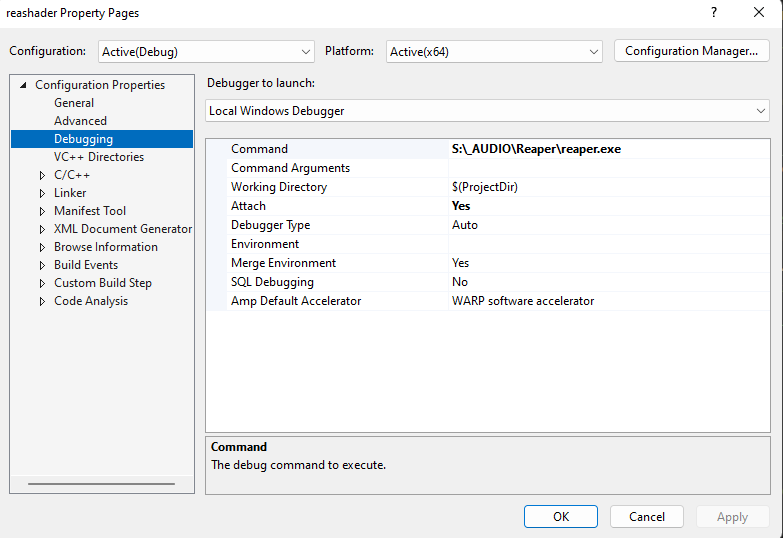 reashader Property Pages
?
Configuration: Active(Debug) Platform: Active(x64) Configuration Manager...
Configuration Properties
General
Advanced
Debugging
VC++ Directories
C/C++
Linker
Manifest Tool
XML Document Generator
Browse Information
Build Events
Custom Build Step
Code Analysis
Debugger to launch:
Local Windows Debugger
Command S:\_AUDIO\Reaper\reaper.exe
Command Arguments
Working Directory $(ProjectDir)
Attach Yes
Debugger Type Auto
Environment
Merge Environment Yes
SQL Debugging No
Amp Default Accelerator WARP software accelerator
Command
The debug command to execute.
OK Cancel Apply